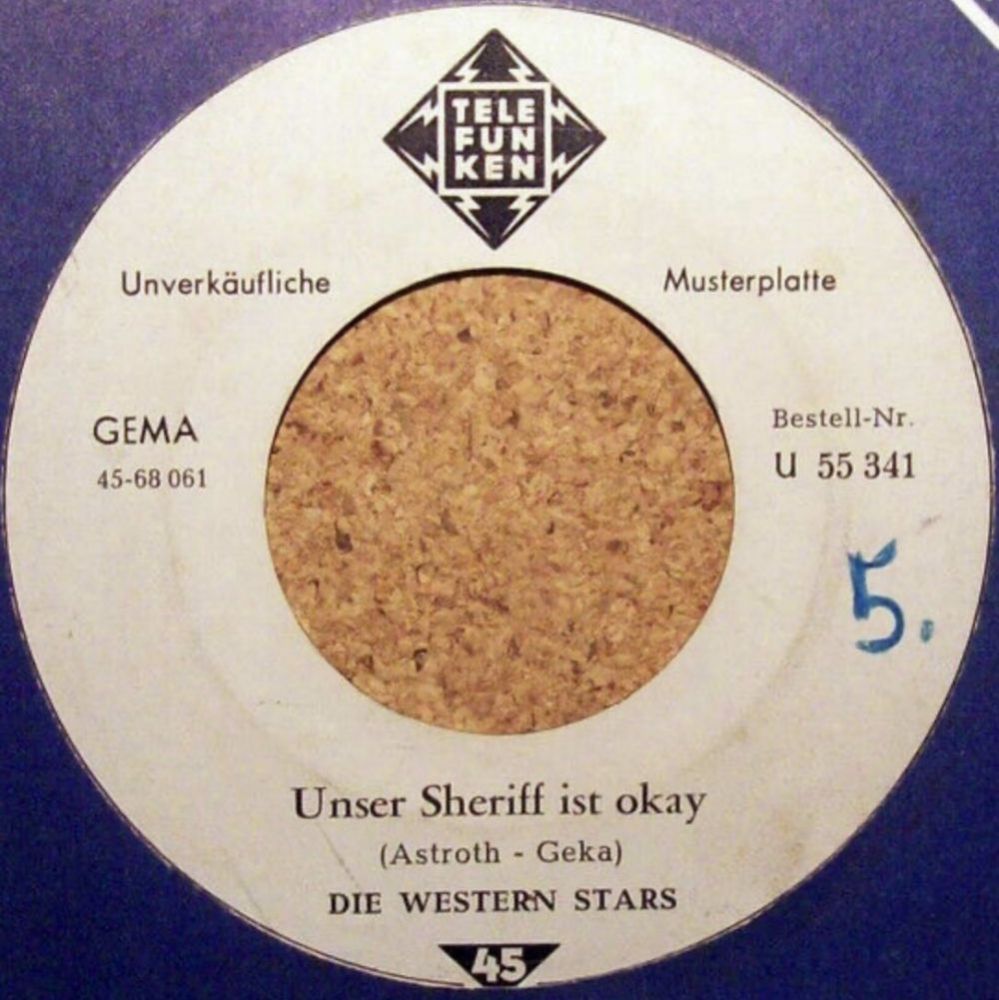 TELE
FUN
KEN
Unverkäufliche Musterplatte
GEMA
45-68 061
Bestell-Nr.
U 55 341
5.
Unser Sheriff ist okay
(Astroth - Geka)
DIE WESTERN STARS
45